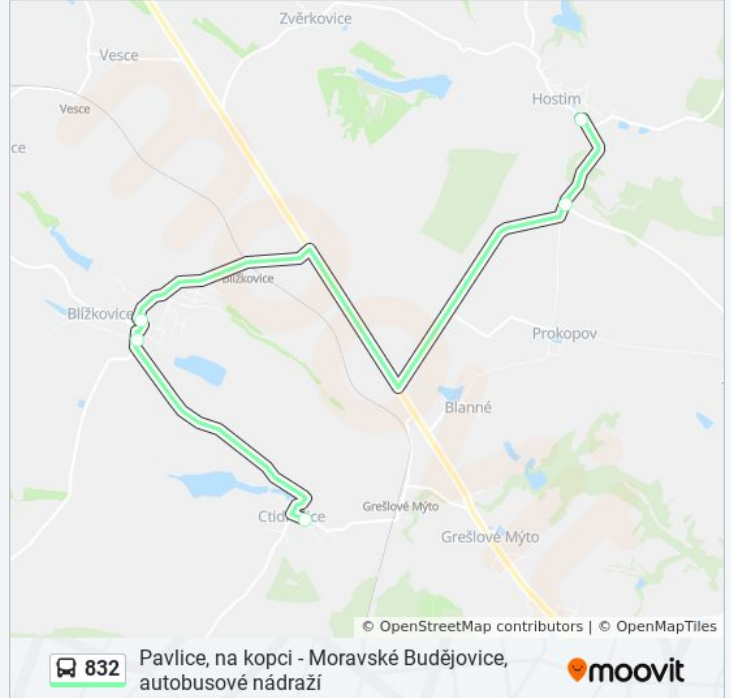 Zvěrkovice
Vesce
Hostim
Vesce
ce
Blížkovice
Blížkovice
Prokopov
Blanné
Grešlové Mýto
Grešlové Mýto
© OpenStreetMap contributors | © OpenMapTiles
832
Pavlice, na kopci - Moravské Budějovice,
autobusové nádraží
moovit